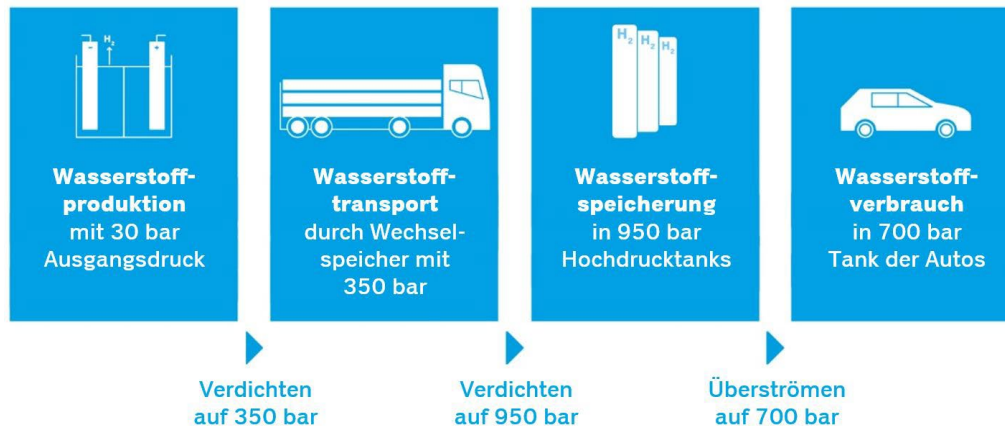 H₂
Wasserstoff-
produktion
mit 30 bar
Ausgangsdruck
Wasserstoff-
transport
durch Wechsel-
speicher mit
350 bar
H₂ H₂ H₂
Wasserstoff-
speicherung
in 950 bar
Hochdrucktanks
Wasserstoff-
verbrauch
in 700 bar
Tank der Autos
Verdichten
auf 350 bar
Verdichten
auf 950 bar
Überströmen
auf 700 bar